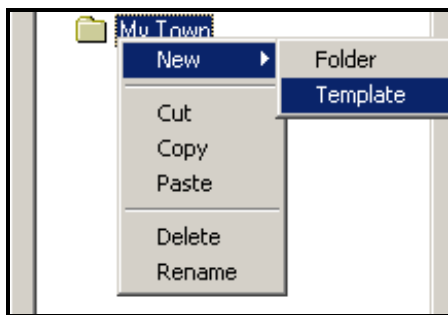 My Town
New
Folder
Template
Cut
Copy
Paste
Delete
Rename